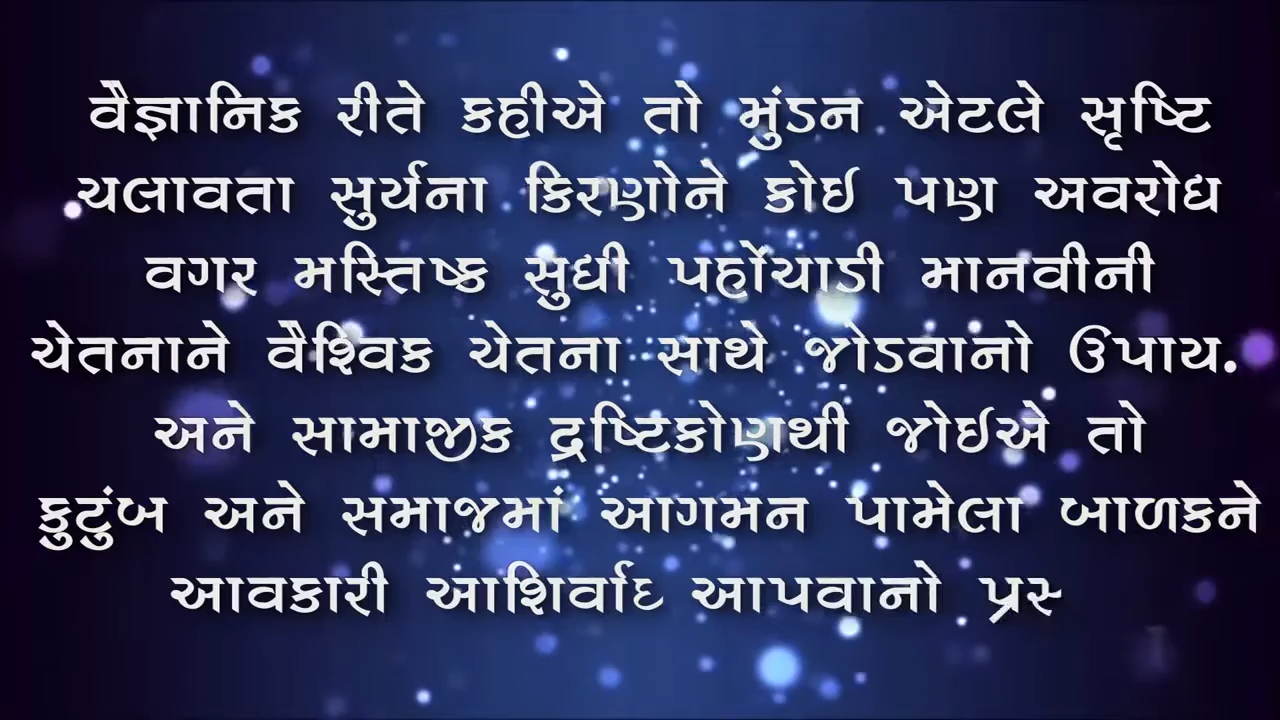 વૈજ્ઞાનિક રીતે કહીએ તો મુંડન એટલે સૃષ્ટિ
ચલાવતા સુર્યના કિરણોને કોઈ પણ અવરોધ
વગર મસ્તિષ્ક સુધી પહોંચાડી માનવીની
ચેતનાને વૈશ્વિક ચેતના સાથે જોડવાનો ઉપાય.
અને સામાજીક દ્રષ્ટિકોણથી જોઈએ તો
કુટુંબ અને સમાજમાં આગમન પામેલા બાળકને
આવકારી આશિર્વાદ આપવાનો પ્રસ